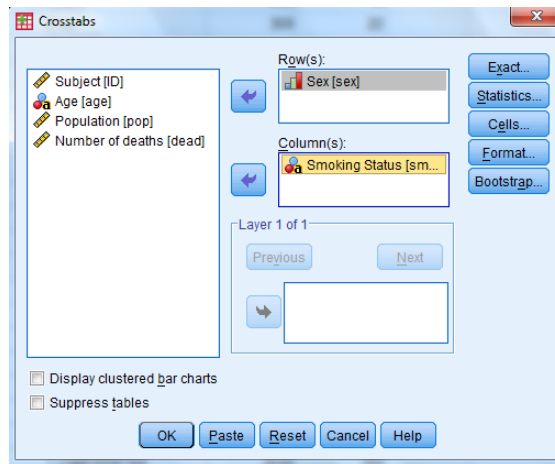 Crosstabs
Subject [ID]
Age [age]
Population [pop]
Number of deaths [dead]
Row(s):
Sex [sex]
Column(s):
Smoking Status [sm...
Layer 1 of 1
Previous
Next
Exact...
Statistics...
Cells...
Format...
Bootstrap...
Display clustered bar charts
Suppress tables
OK
Paste
Reset
Cancel
Help